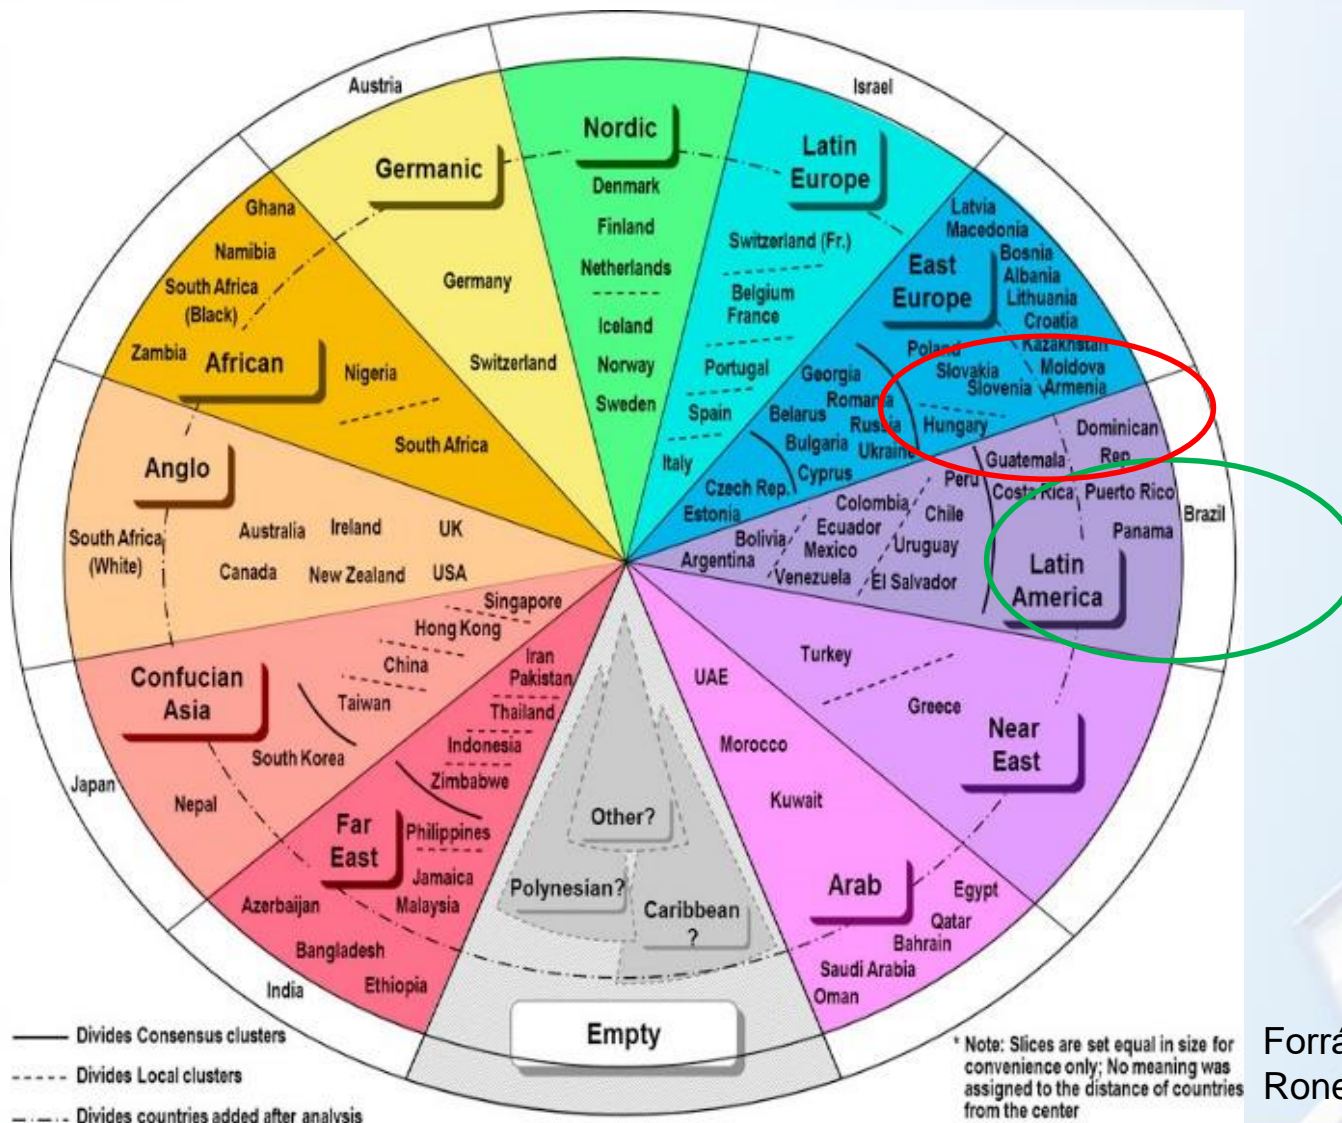 Austria
Israel
Brazil
India
Japan
Nordic
Denmark
Finland
Netherlands
Iceland
Norway
Sweden
Latin
Europe
Switzerland (Fr.)
Belgium
France
Portugal
Spain
Italy
East
Europe
Latvia
Macedonia
Bosnia
Albania
Lithuania
Croatia
Kazakhstan
Moldova
Armenia
Poland
Slovakia
Slovenia
Hungary
Georgia
Romania
Belarus
Russia
Bulgaria
Ukraine
Cyprus
Czech Rep.
Estonia
Latin
America
Dominican
Rep.
Guatemala
Costa Rica
Puerto Rico
Panama
Peru
Chile
Uruguay
El Salvador
Colombia
Ecuador
Mexico
Venezuela
Bolivia
Argentina
Near
East
Turkey
Greece
Arab
UAE
Morocco
Kuwait
Egypt
Qatar
Bahrain
Saudi Arabia
Oman
Empty
Other?
Polynesian?
Caribbean
?
Far
East
Iran
Pakistan
Thailand
Indonesia
Zimbabwe
Philippines
Jamaica
Malaysia
Azerbaijan
Bangladesh
Ethiopia
Confucian
Asia
Singapore
Hong Kong
China
Taiwan
South Korea
Nepal
Anglo
South Africa
(White)
Australia
Ireland
UK
Canada
New Zealand
USA
African
Ghana
Namibia
South Africa
(Black)
Zambia
Nigeria
South Africa
Germanic
Germany
Switzerland
Divides Consensus clusters
Divides Local clusters
Divides countries added after analysis
* Note: Slices are set equal in size for
convenience only; No meaning was
assigned to the distance of countries
from the center
Forrá
Rone